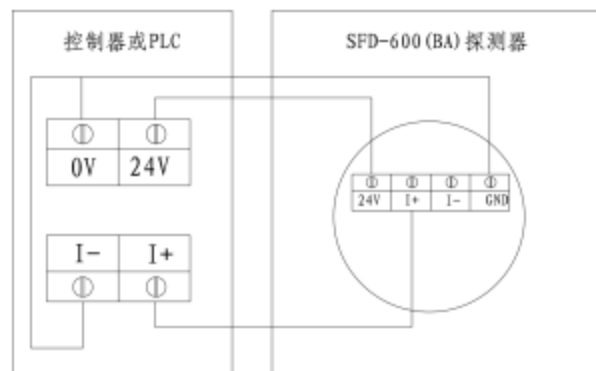 控制器或PLC
SFD-600(BA)探测器
0V 24V
24V I+ I- GND
I- I+